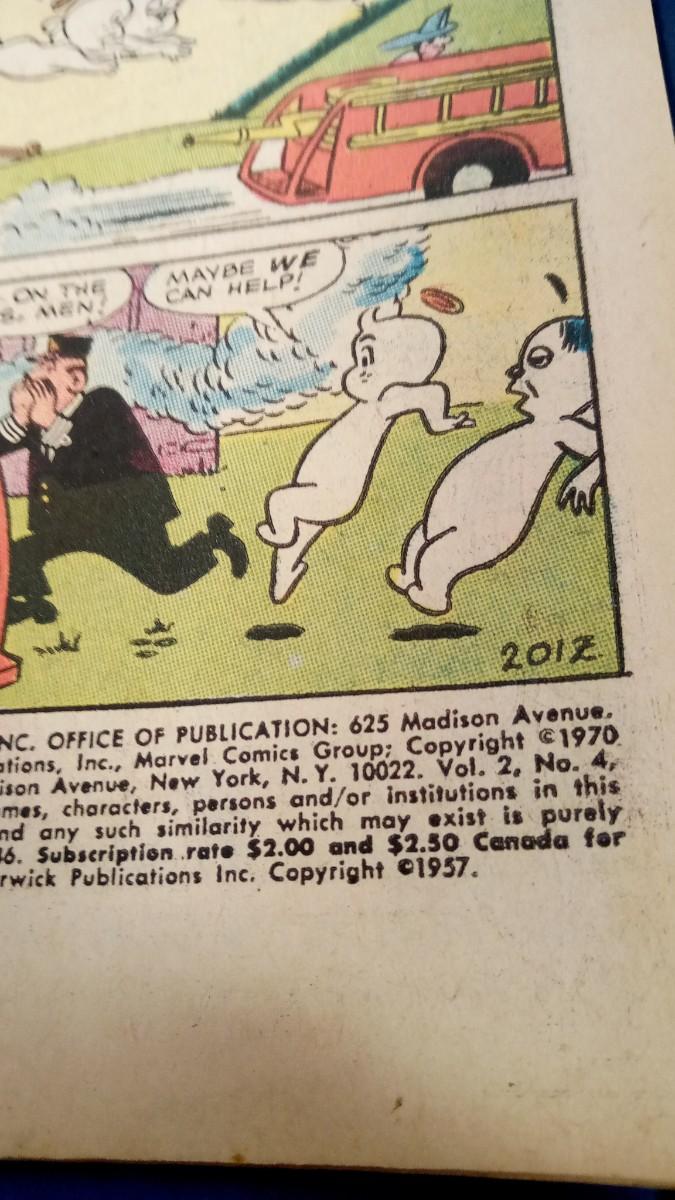 ON THE
S, MEN!
MAYBE WE
CAN HELP!
2012
NC. OFFICE OF PUBLICATION: 625 Madison Avenue,
ations, Inc., Marvel Comics Group; Copyright ©1970
ison Avenue, New York, N. Y. 10022. Vol. 2, No. 4,
mes, characters, persons and/or institutions in this
nd any such similarity which may exist is purely
46. Subscription rate $2.00 and $2.50 Canada for
rwick Publications Inc. Copyright ©1957.